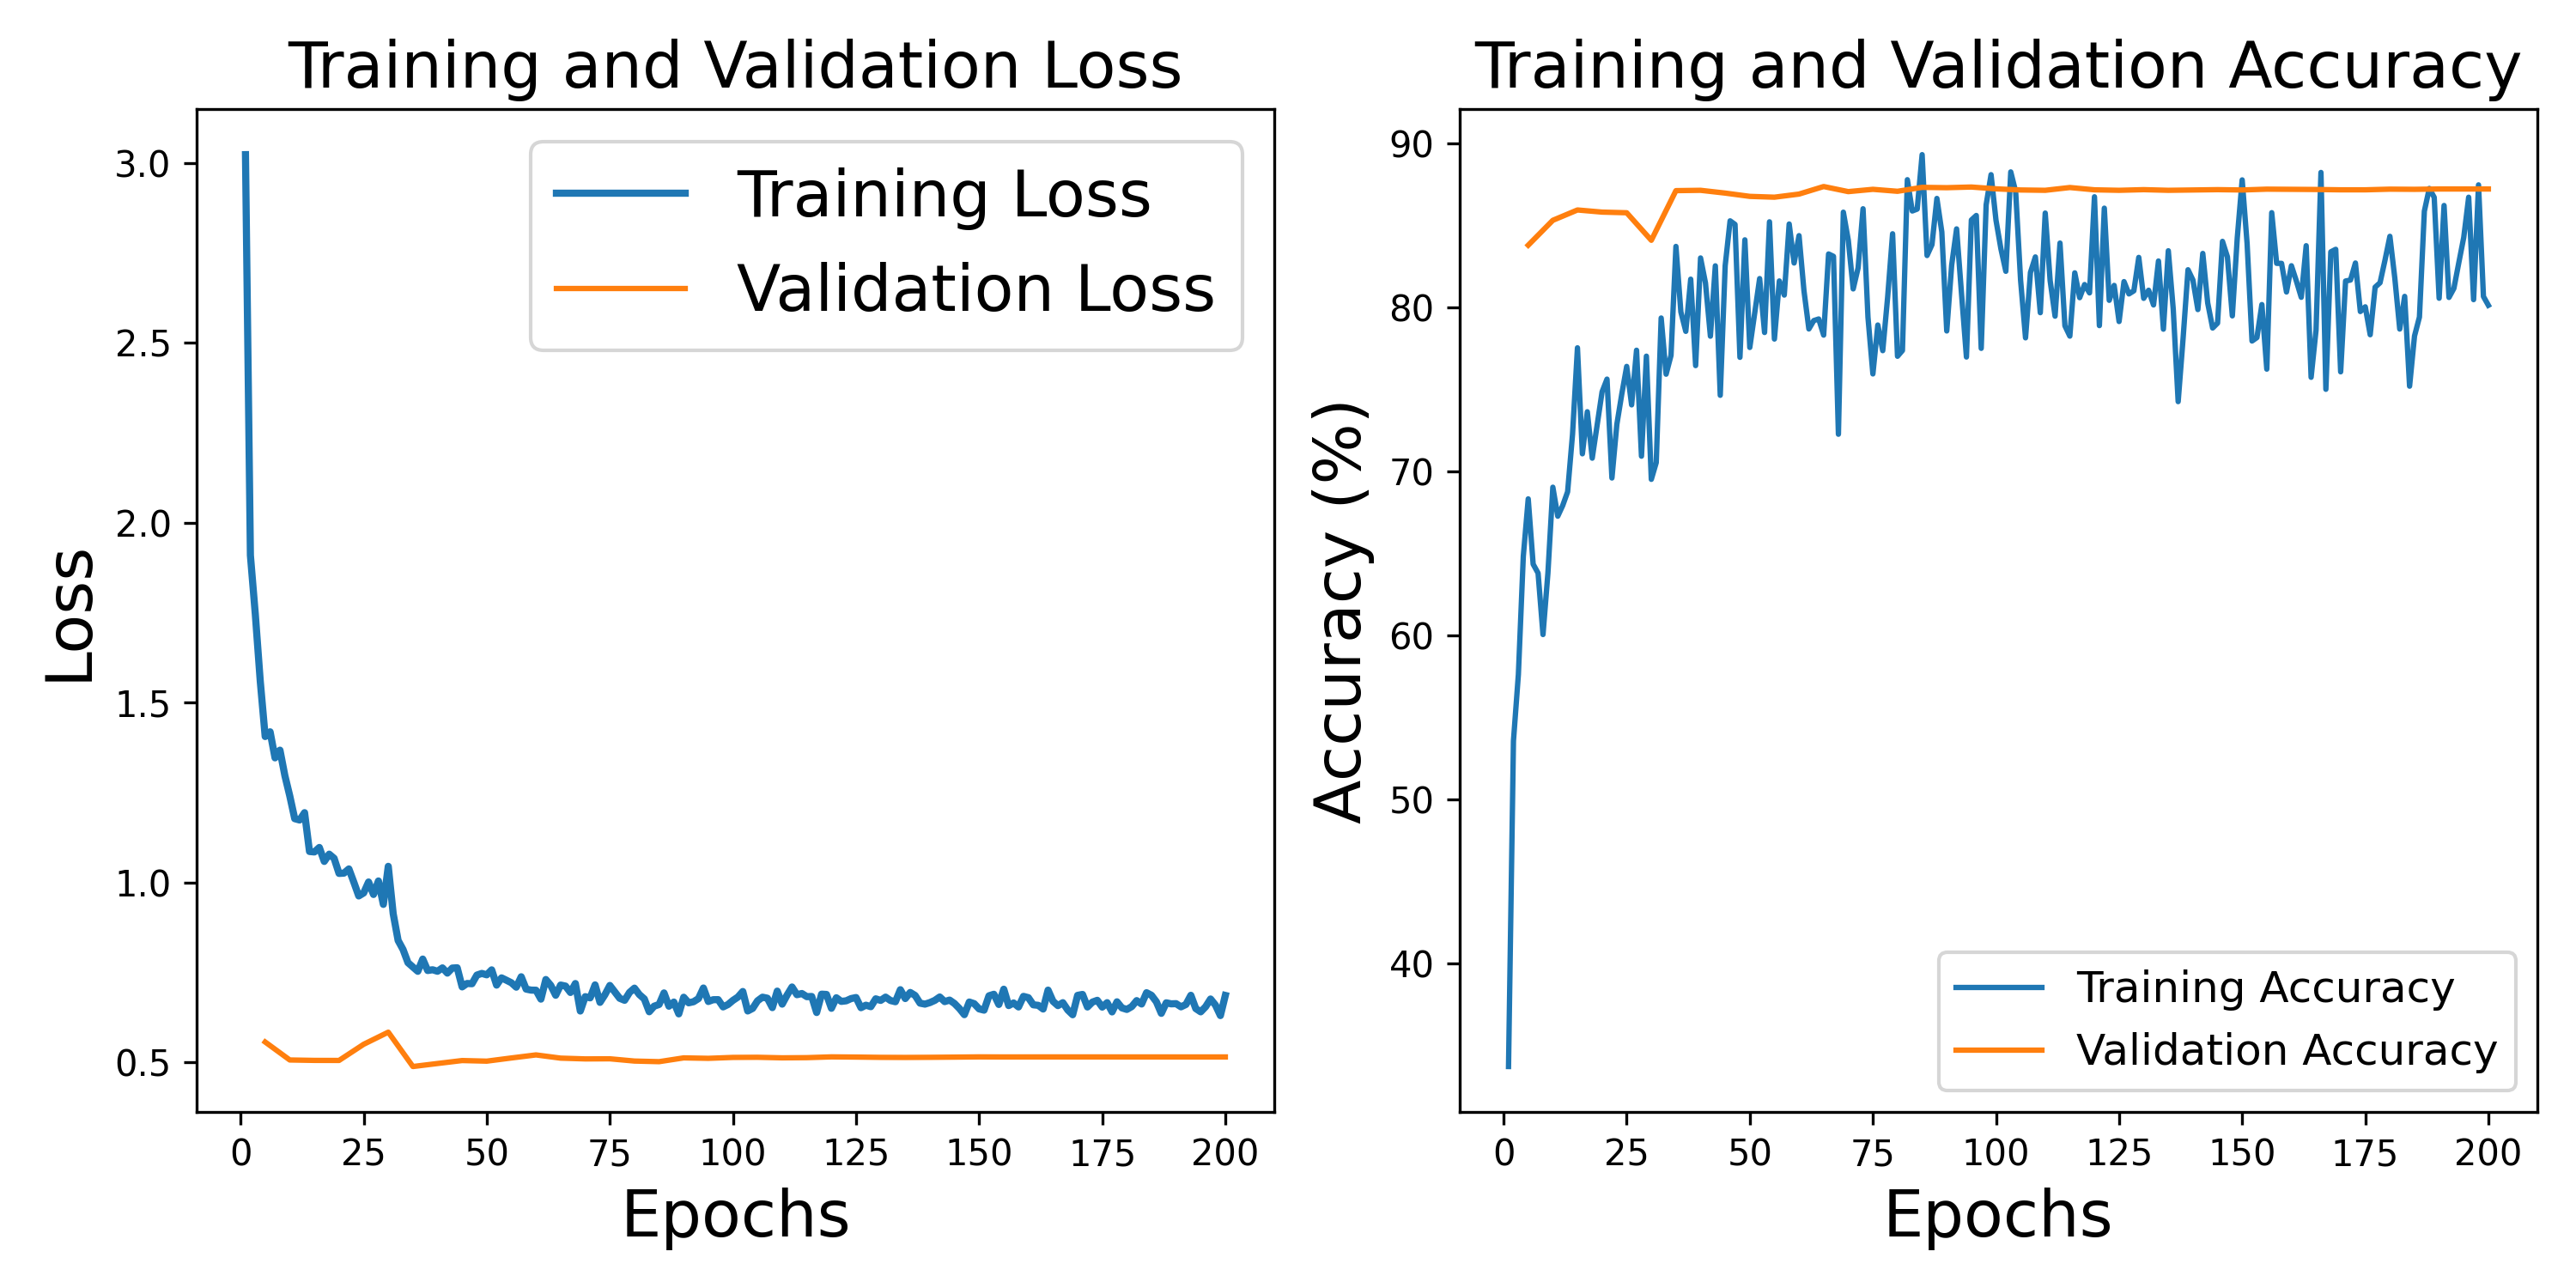 Training and Validation Loss
3.0
2.5
2.0
1.5
1.0
0.5
Loss
Training Loss
Validation Loss
0 25 50 75 100 125 150 175 200
Epochs
Training and Validation Accuracy
90
80
70
60
50
40
Accuracy (%)
Training Accuracy
Validation Accuracy
0 25 50 75 100 125 150 175 200
Epochs